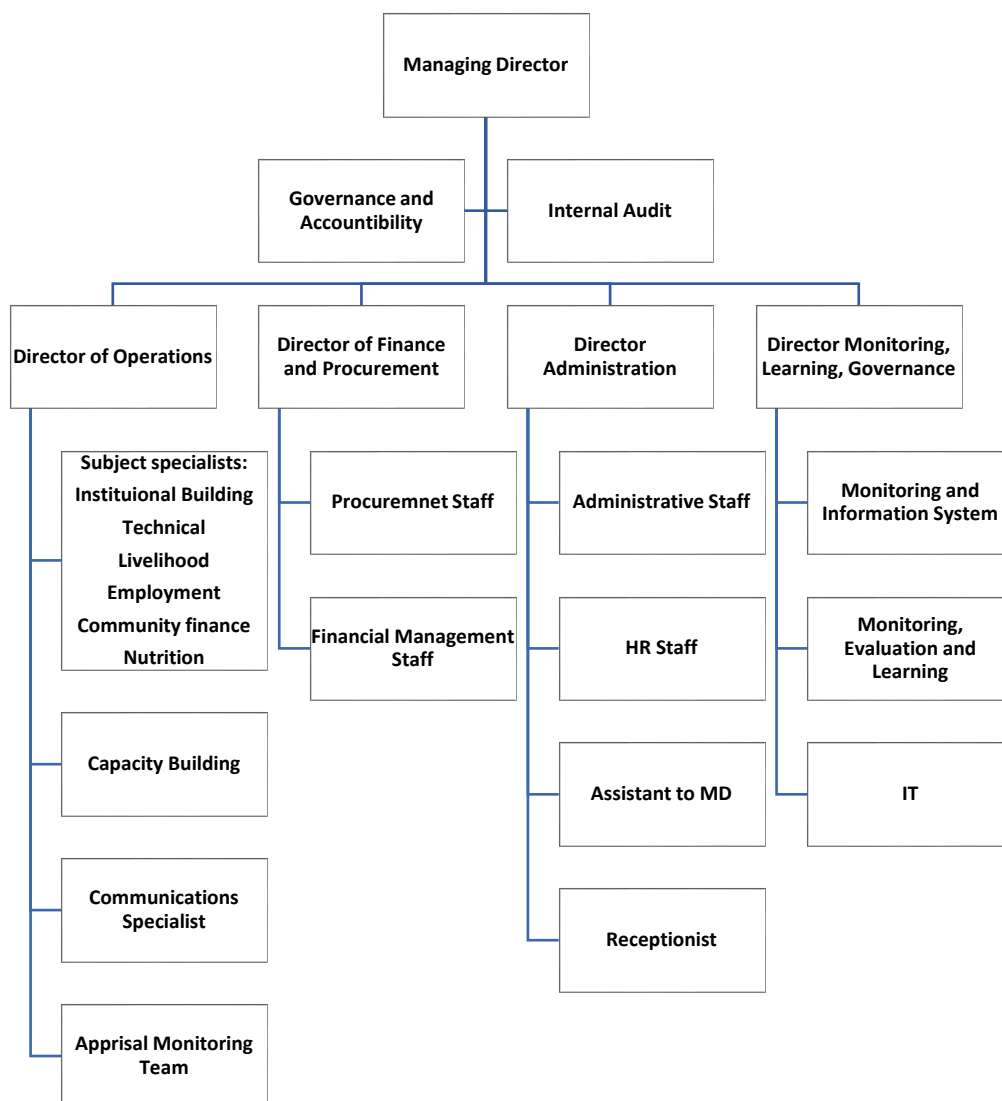 Managing Director
Governance and
Accountibility
Internal Audit
Director of Operations
Director of Finance
and Procurement
Director
Administration
Director Monitoring,
Learning, Governance
Subject specialists:
Instituional Building
Technical
Livelihood
Employment
Community finance
Nutrition
Capacity Building
Communications
Specialist
Apprisal Monitoring
Team
Procuremnet Staff
Financial Management
Staff
Administrative Staff
HR Staff
Assistant to MD
Receptionist
Monitoring and
Information System
Monitoring,
Evaluation and
Learning
IT